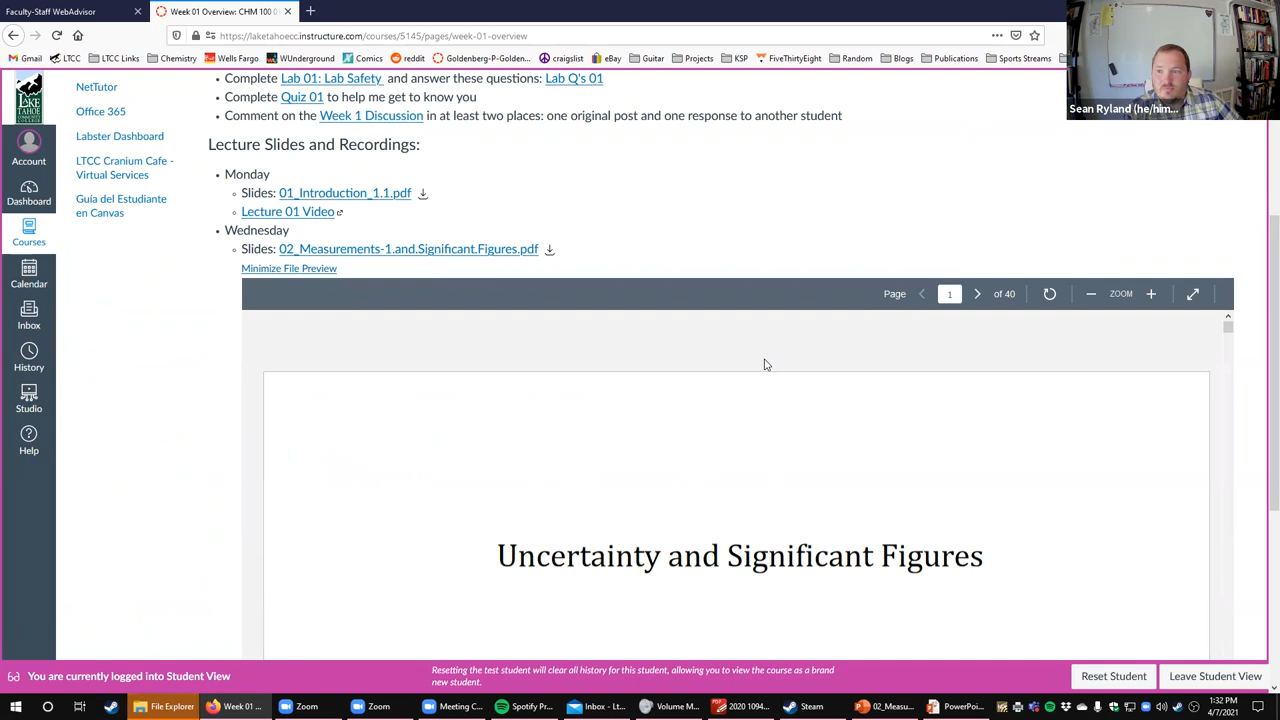 Faculty-Staff WebAdvisor
Week 01 Overview: CHM 100 0
https://laketahoecc.instructure.com/courses/5145/pages/week-01-overview
Gmail LTCC LTCC Links Chemistry Wells Fargo WUnderground Comics reddit Goldenberg-P-Golden... craigslist eBay Guitar Projects KSP FiveThirtyEight Random Blogs Publications Sports Streams
Sean Ryland (he/him...
LAKE TAHOE
Account
Dashboard
Courses
Calendar
Inbox
History
Studio
Help
NetTutor
Office 365
Labster Dashboard
LTCC Cranium Cafe -
Virtual Services
Guía del Estudiante
en Canvas
Complete Lab 01: Lab Safety and answer these questions: Lab Q's 01
Complete Quiz 01 to help me get to know you
Comment on the Week 1 Discussion in at least two places: one original post and one response to another student
Lecture Slides and Recordings:
Monday
Slides: 01_Introduction_1.1.pdf
Lecture 01 Video
Wednesday
Slides: 02_Measurements-1.and.Significant.Figures.pdf
Minimize File Preview
Page 1 of 40 ZOOM
Uncertainty and Significant Figures
You are currently logged into Student View
Resetting the test student will clear all history for this student, allowing you to view the course as a brand
new student.
Reset Student
Leave Student View
File Explorer Week 01 ... Zoom Zoom Meeting C... Spotify Pr... Inbox - Lt... Volume M... 2020 1094... Steam 02_Measu... PowerPoi...
1:32 PM
4/7/2021